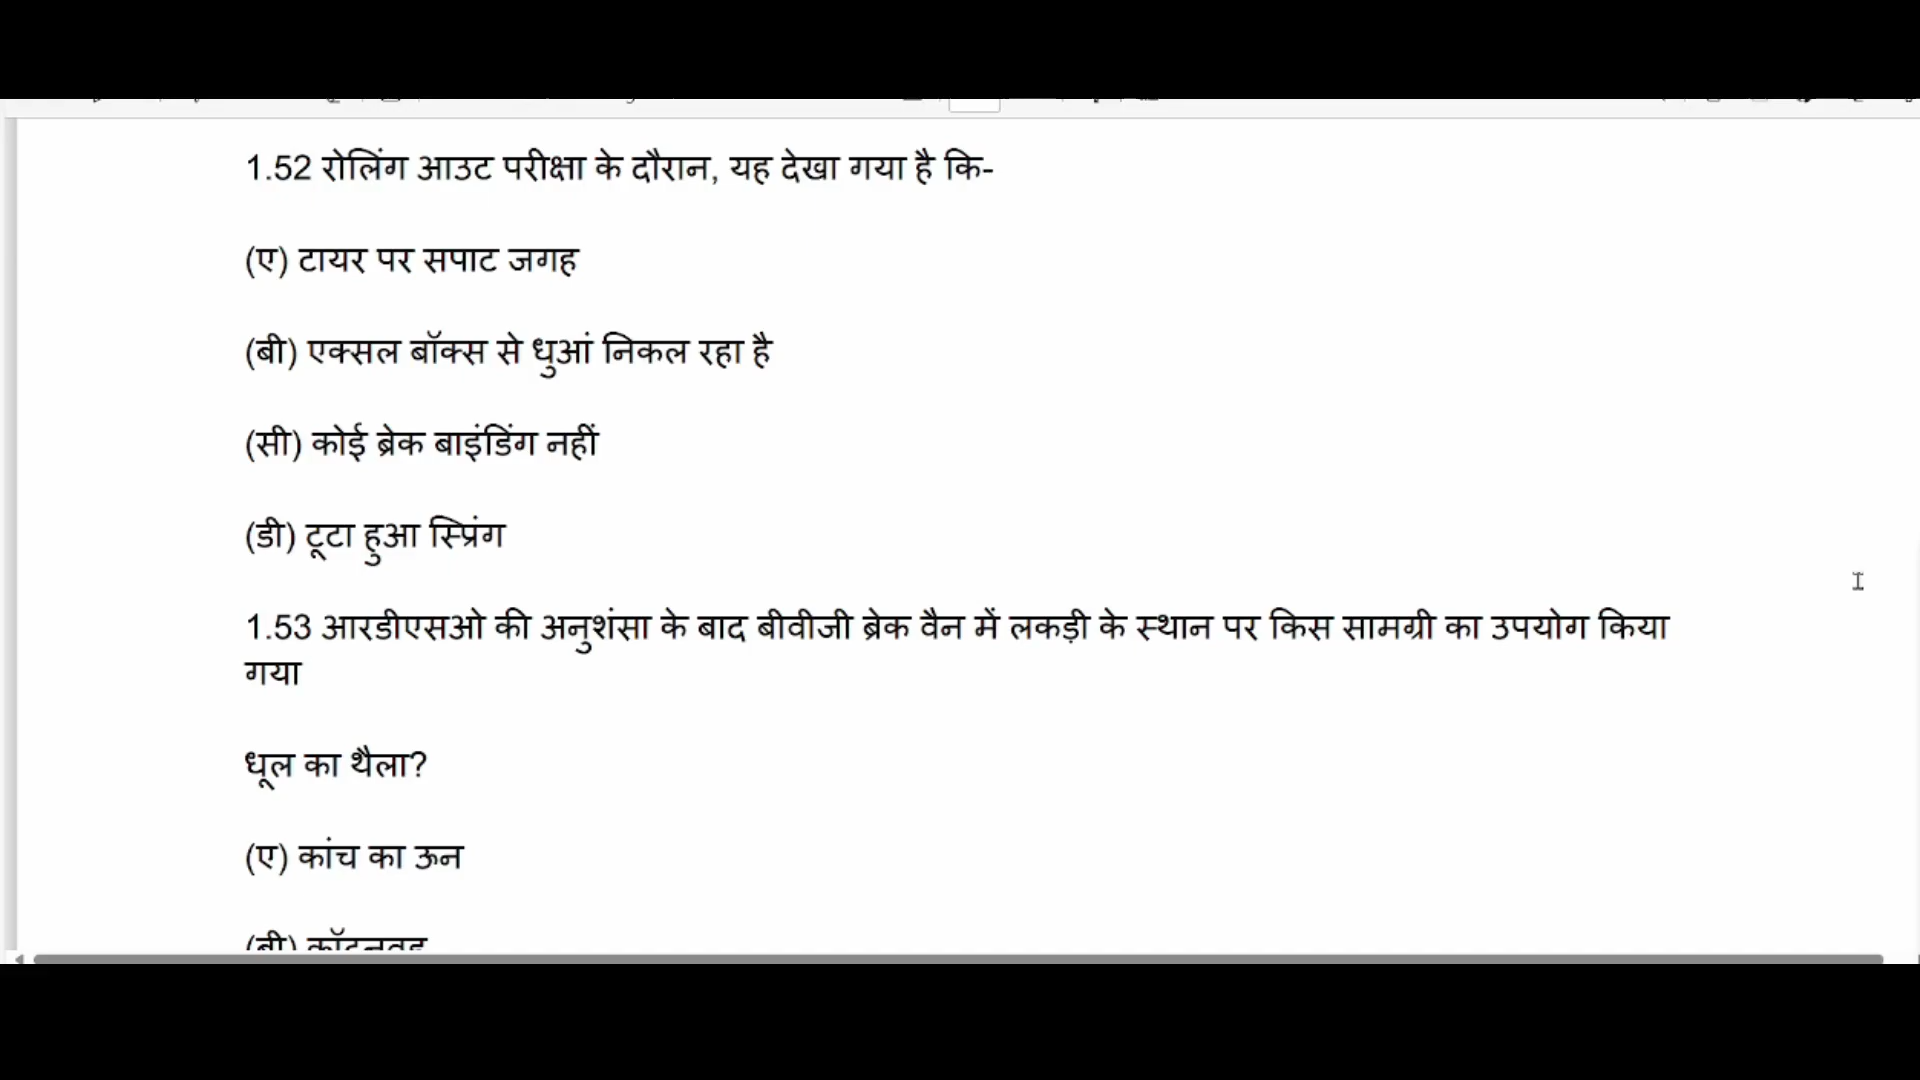 1.52 रोलिंग आउट परीक्षा के दौरान, यह देखा गया है कि-
(ए) टायर पर सपाट जगह
(बी) एक्सल बॉक्स से धुआं निकल रहा है
(सी) कोई ब्रेक बाइंडिंग नहीं
(डी) टूटा हुआ स्प्रिंग
1.53 आरडीएसओ की अनुशंसा के बाद बीवीजी ब्रेक वैन में लकड़ी के स्थान पर किस सामग्री का उपयोग किया
गया
धूल का थैला?
(ए) कांच का ऊन
(बी)